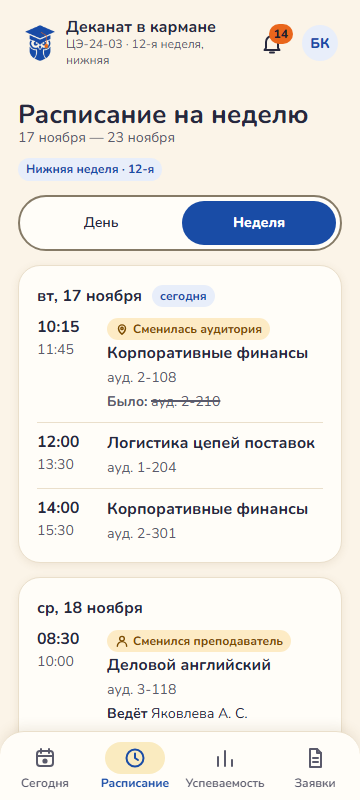 Деканат в кармане
ЦЭ-24-03 · 12-я неделя,
нижняя
14
БК
Расписание на неделю
17 ноября — 23 ноября
Нижняя неделя · 12-я
День
Неделя
вт, 17 ноября сегодня
10:15 Сменилась аудитория
11:45 Корпоративные финансы
ауд. 2-108
Было: ауд. 2-210
12:00 Логистика цепей поставок
13:30 ауд. 1-204
14:00 Корпоративные финансы
15:30 ауд. 2-301
ср, 18 ноября
08:30 Сменился преподаватель
10:00 Деловой английский
ауд. 3-118
Ведёт Яковлева А. С.
Сегодня
Расписание
Успеваемость
Заявки